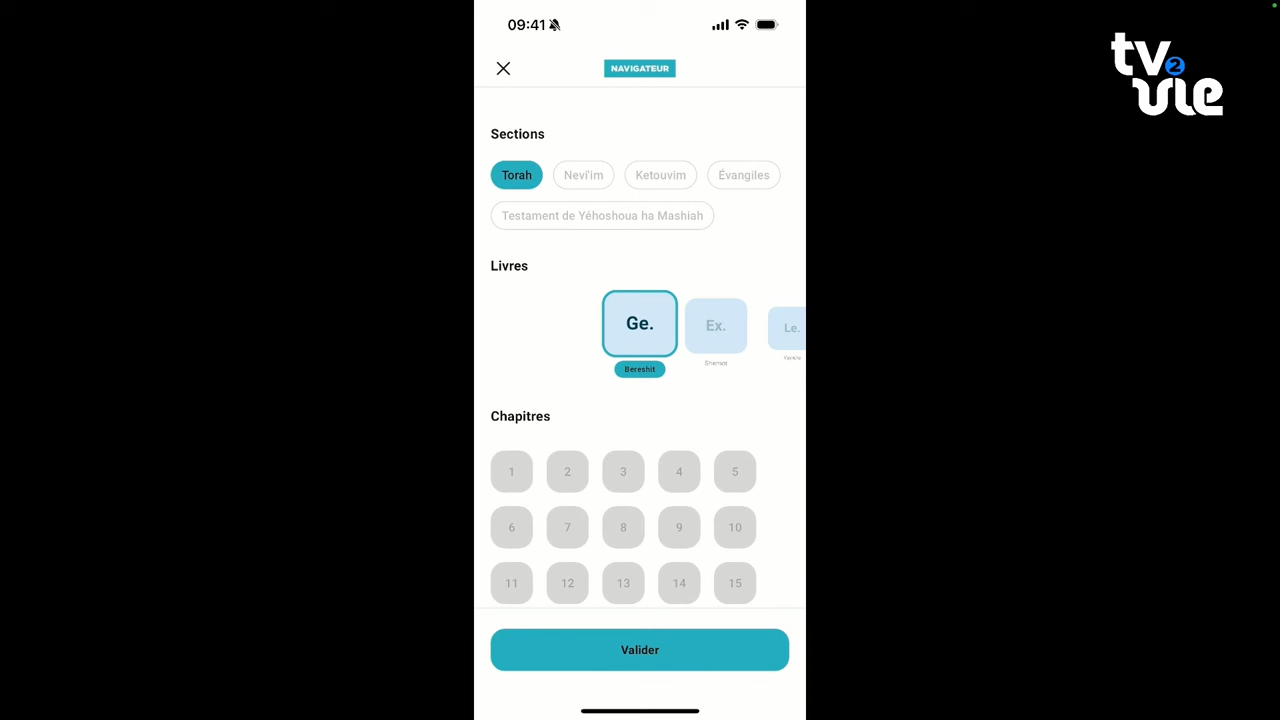 09:41
NAVIGATEUR
tv2vie
Sections
Torah Nevi'im Ketouvim Évangiles
Testament de Yéhoshoua ha Mashiah
Livres
Ge. Ex. Le.
Bereshit Shemot
Chapitres
1 2 3 4 5
6 7 8 9 10
11 12 13 14 15
Valider